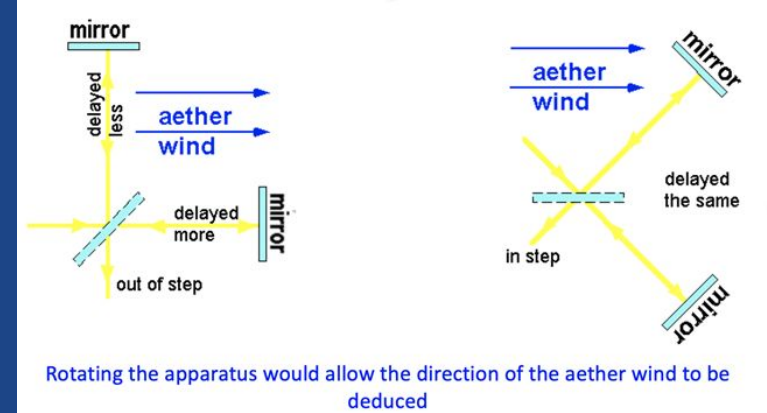 mirror
delayed
less
aether
wind
delayed
more
mirror
out of step
aether
wind
mirror
delayed
the same
in step
mirror
Rotating the apparatus would allow the direction of the aether wind to be
deduced